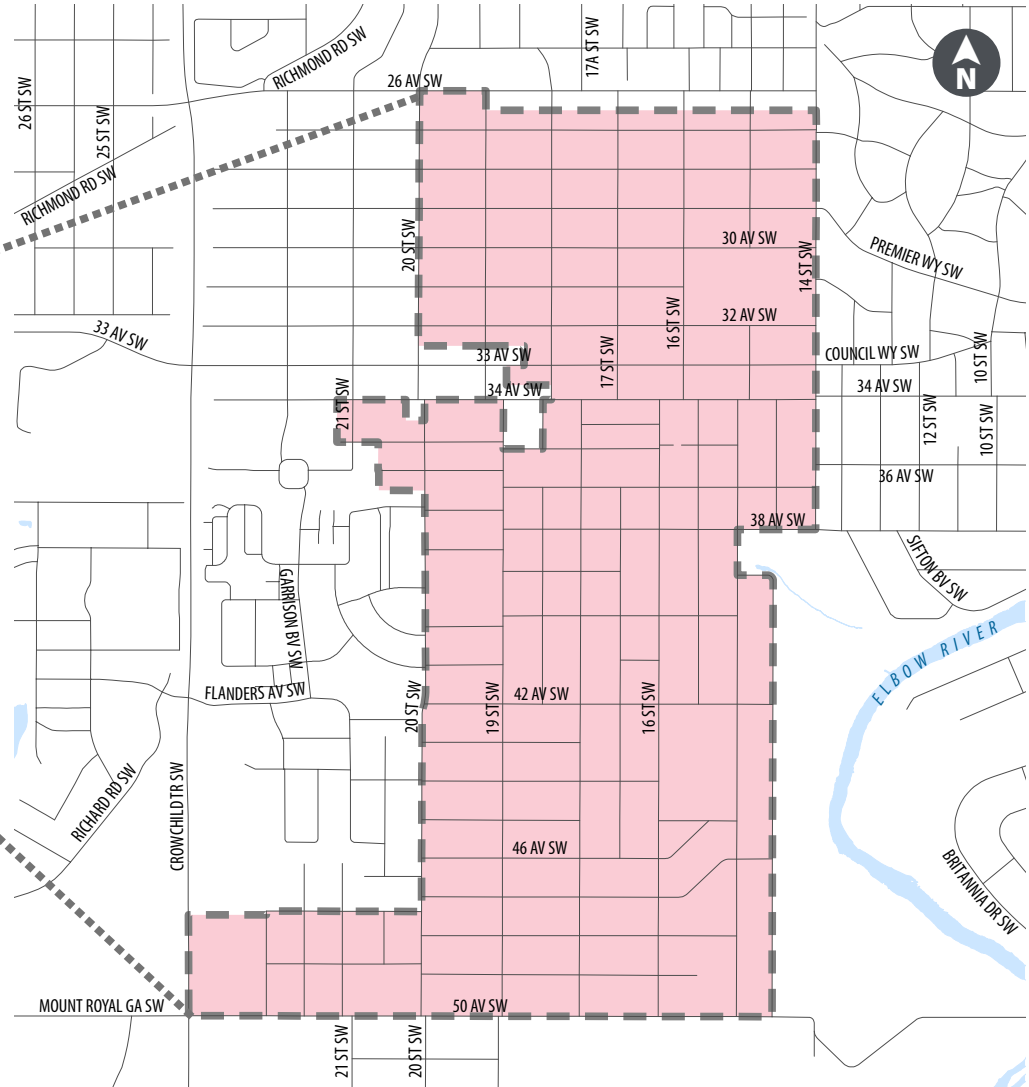 RICHMOND RD SW
17A ST SW
26 AV SW
N
26 ST SW
25 ST SW
RICHMOND RD SW
20 ST SW
30 AV SW
14 ST SW
PREMIER WY SW
33 AV SW
16 ST SW
32 AV SW
33 AV SW
17 ST SW
COUNCIL WY SW
10 ST SW
34 AV SW
34 AV SW
21 ST SW
12 ST SW
10 ST SW
36 AV SW
38 AV SW
SIFTON BV SW
GARRISON BV SW
ELBOW RIVER
FLANDERS AV SW
20 ST SW
19 ST SW
42 AV SW
16 ST SW
RICHARD RD SW
CROWCHILD TR SW
46 AV SW
BRITANNIA DR SW
MOUNT ROYAL GA SW
50 AV SW
21 ST SW
20 ST SW